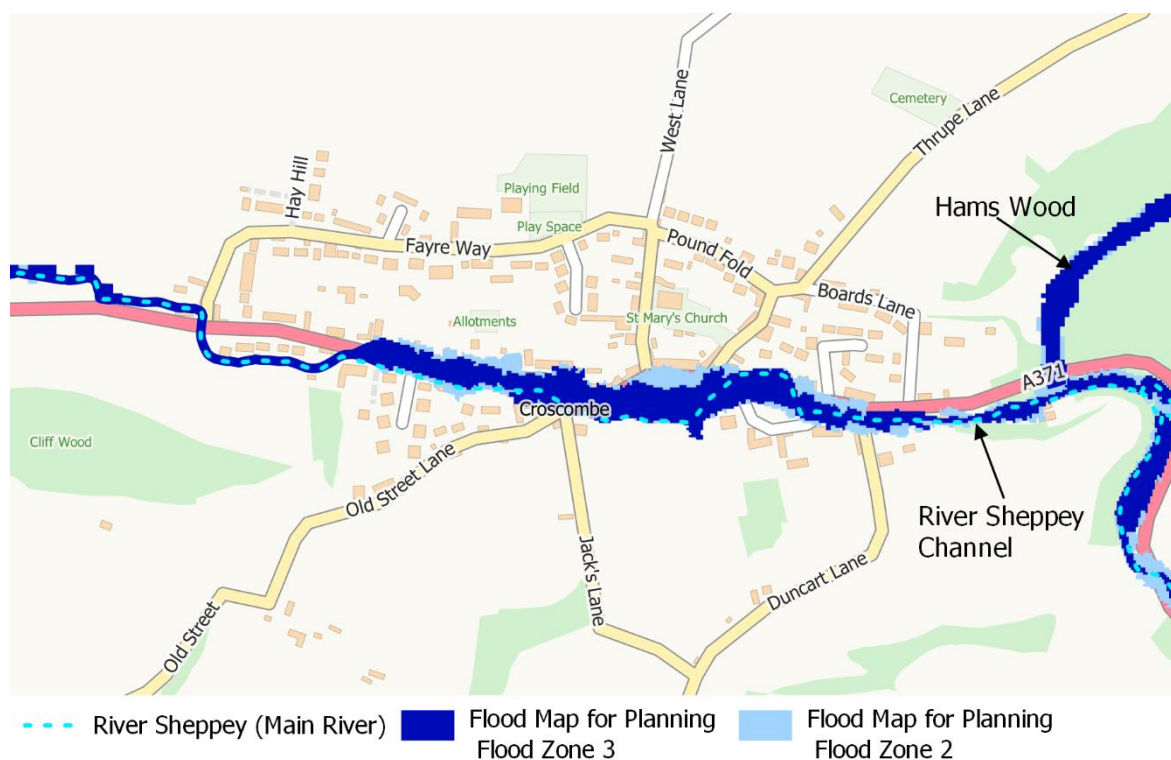 West Lane
Cemetery
Thrupe Lane
Hay Hill
Playing Field
Play Space
Hams Wood
Fayre Way
Pound Fold
Boards Lane
Allotments
St Mary's Church
A371
Croscombe
Cliff Wood
Old Street Lane
River Sheppey
Channel
Jack's Lane
Duncart Lane
Old Street
River Sheppey (Main River)
Flood Map for Planning
Flood Zone 3
Flood Map for Planning
Flood Zone 2